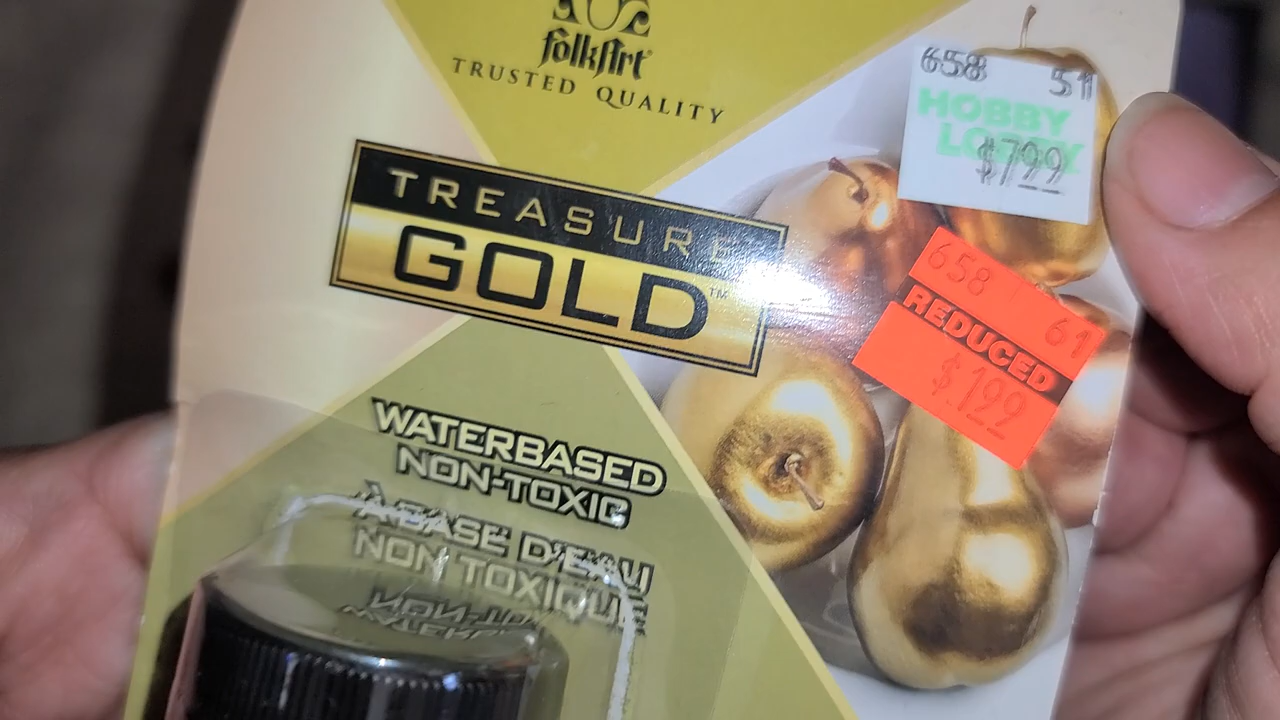 folkArt®
TRUSTED QUALITY
TREASURE
GOLD™
WATERBASED
NON-TOXIC
À BASE D'EAU
NON TOXIQUE
658 51
HOBBY
LOBBY
$7.99
658 61
REDUCED
$1.99